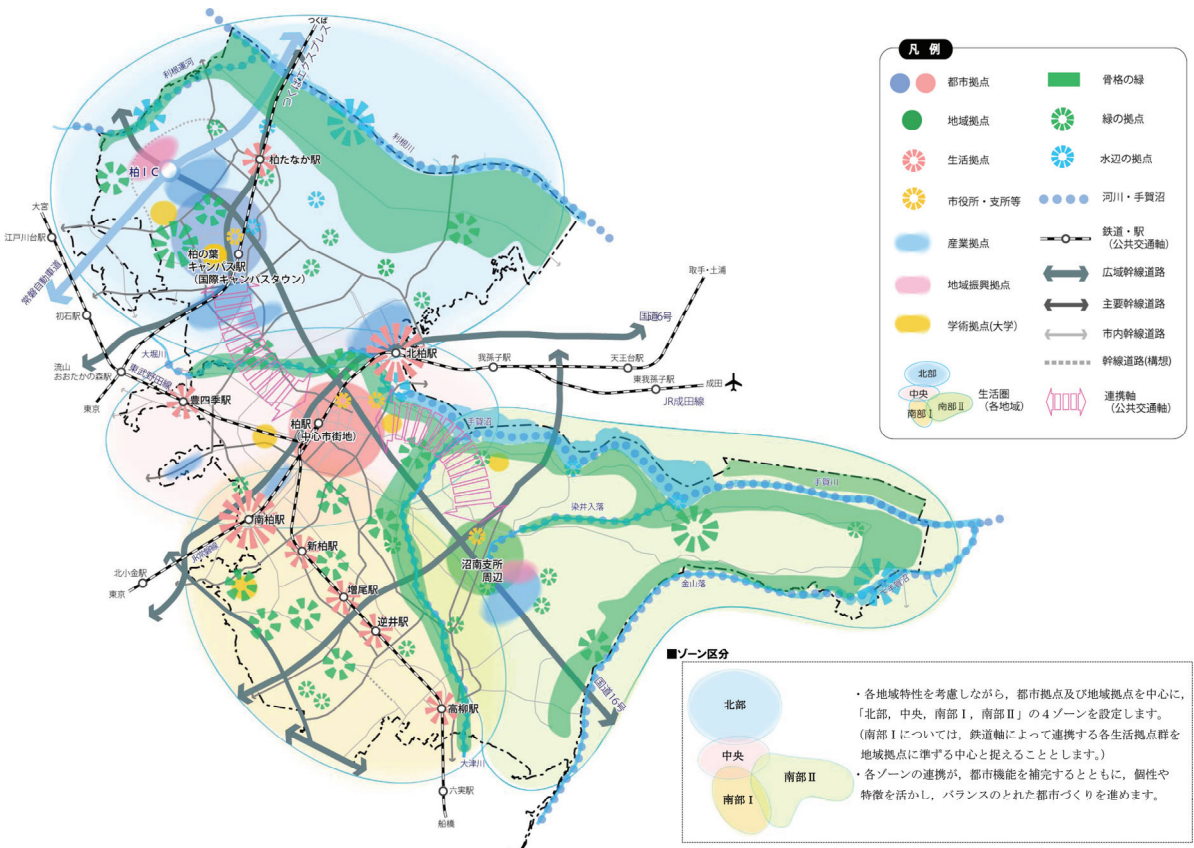 つくば
つくばエクスプレス
利根運河
利根川
柏たなか駅
柏IC
大宮
江戸川台駅
柏の葉
キャンパス駅
(国際キャンパスタウン)
常磐自動車道
初石駅
取手・土浦
国道6号
大堀川
北柏駅
我孫子駅
天王台駅
流山
おおたかの森駅
東武野田線
東我孫子駅
成田
JR成田線
東京
豊四季駅
柏駅
(中心市街地)
手賀沼
手賀川
染井入落
南柏駅
JR常磐線
新柏駅
沼南支所
周辺
北小金駅
東京
増尾駅
金山落
下手賀沼
逆井駅
国道16号
高柳駅
大津川
六実駅
船橋
凡 例
都市拠点
地域拠点
生活拠点
市役所・支所等
産業拠点
地域振興拠点
学術拠点(大学)
北部
中央
南部Ⅰ
南部Ⅱ
生活圏
(各地域)
骨格の緑
緑の拠点
水辺の拠点
河川・手賀沼
鉄道・駅
(公共交通軸)
広域幹線道路
主要幹線道路
市内幹線道路
幹線道路(構想)
連携軸
(公共交通軸)
■ゾーン区分
北部
中央
南部Ⅰ
南部Ⅱ
・各地域特性を考慮しながら,都市拠点及び地域拠点を中心に,
「北部,中央,南部Ⅰ,南部Ⅱ」の4ゾーンを設定します。
(南部Ⅰについては,鉄道軸によって連携する各生活拠点群を
地域拠点に準ずる中心と捉えることとします。)
・各ゾーンの連携が,都市機能を補完するとともに,個性や
特徴を活かし,バランスのとれた都市づくりを進めます。